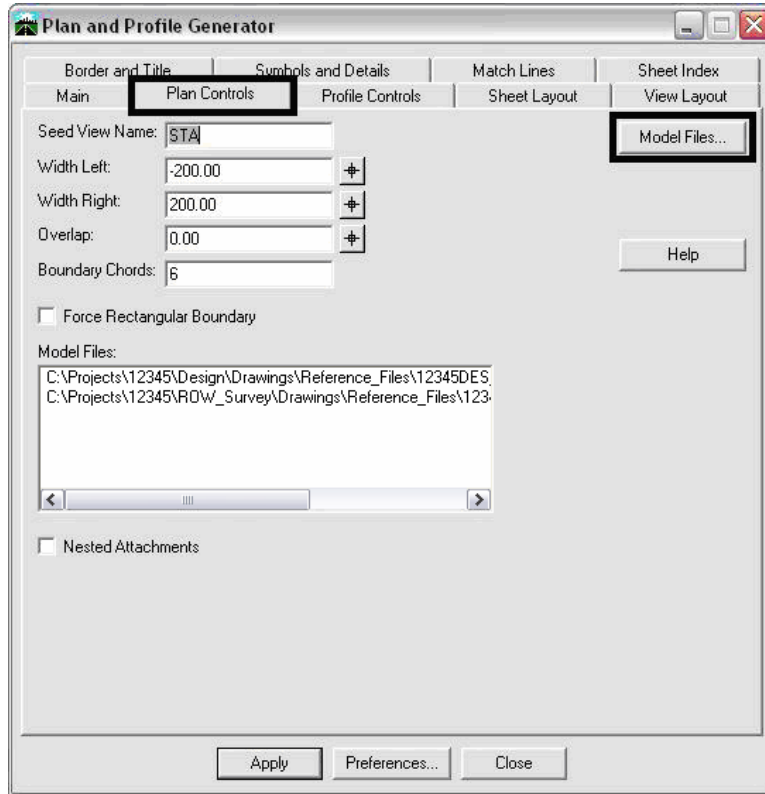 Plan and Profile Generator
Border and Title Symbols and Details Match Lines Sheet Index
Main Plan Controls Profile Controls Sheet Layout View Layout
Seed View Name: STA
Model Files...
Width Left: -200.00
Width Right: 200.00
Overlap: 0.00
Help
Boundary Chords: 6
Force Rectangular Boundary
Model Files:
C:\Projects\12345\Design\Drawings\Reference_Files\12345DES_
C:\Projects\12345\ROW_Survey\Drawings\Reference_Files\1234
Nested Attachments
Apply Preferences... Close